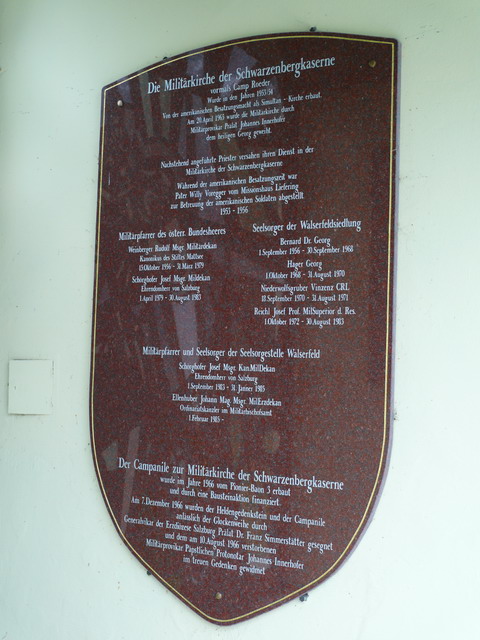 Die Militärkirche der Schwarzenbergkaserne
vormals Camp Roeder
Wurde in den Jahren 1953/54
Von der amerikanischen Besatzungsmacht als Simultan - Kirche erbaut.
Am 20.April 1963 wurde die Militärkirche durch
Militärprovikar Prälat Johannes Innerhofer
dem heiligen Georg geweiht.
Nachstehend angeführte Priester versahen ihren Dienst in der
Militärkirche der Schwarzenbergkaserne
Während der amerikanischen Besatzungszeit war
Pater Willy Voregger vom Missionshaus Liefering
zur Betreuung der amerikanischen Soldaten abgestellt.
1953 - 1956
Militärpfarrer des österr. Bundesheeres
Weinberger Rudolf Msgr. Militärdekan
Kanonikus des Stiftes Mattsee
15.Oktober 1956 - 31.März 1979
Schorghofer Josef Msgr. Mildekan
Ehrendomherr von Salzburg
1.April 1979 - 30.August 1983
Seelsorger der Walserfeldsiedlung
Bernard Dr. Georg
1.September 1956 - 30.September 1968
Hager Georg
1.Oktober 1968 - 31.August 1970
Niederwolfsgruber Vinzenz CRL
18.September 1970 - 31.August 1971
Reichl Josef Prof. MilSuperior d. Res.
1.Oktober 1972 - 30.August 1983
Militärpfarrer und Seelsorger der Seelsorgestelle Walserfeld
Schorghofer Josef Msgr. Kan.MilDekan
Ehrendomherr von Salzburg
1.September 1983 - 31.Jänner 1985
Ellenhuber Johann Mag. Msgr. MilErzdekan
Ordinariatskanzler im Militärbischofsamt
1.Februar 1985 -
Der Campanile zur Militärkirche der Schwarzenbergkaserne
wurde im Jahre 1966 vom Pionier-Baon 3 erbaut
und durch eine Bausteinaktion finanziert.
Am 7.Dezember 1966 wurden der Heldengedenkstein und der Campanile
anläslich der Glockenweihe durch
Generalvikar der Erzdiözese Salzburg Prälat Dr. Franz Simmerstätter gesegnet
und dem am 10.August 1966 verstorbenen
Militärprovikar Päpstlichen Protonotar Johannes Innerhofer
im treuen Gedenken gewidmet